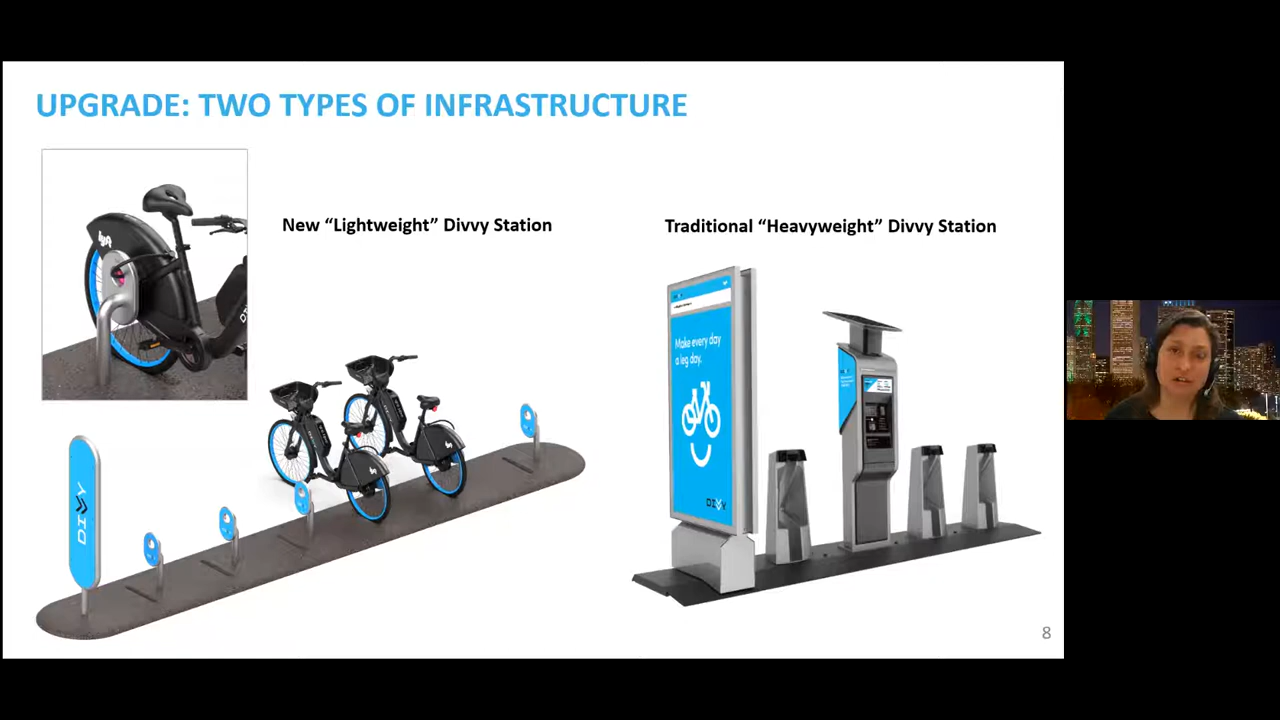 UPGRADE: TWO TYPES OF INFRASTRUCTURE
New “Lightweight” Divvy Station
Traditional “Heavyweight” Divvy Station
Make every day
a leg day.
DIVVY
DIVVY
8